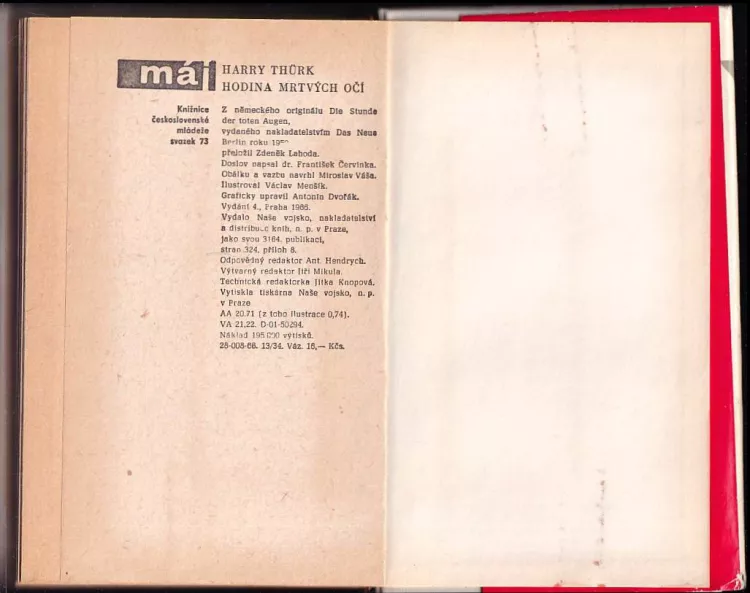 máj
HARRY THÜRK
HODINA MRTVÝCH OČÍ
Knižnice
československé
mládeže
svazek 73
Z německého originálu Die Stunde
der toten Augen,
vydaného nakladatelstvím Das Neue
Berlin roku
přeložil Zdeněk Laboda.
Doslov napsal dr. František Červinka.
Obálku a vazbu navrhl Miroslav Váša.
Ilustroval Václav Menšík.
Graficky upravil Antonín Dvořák.
Vydání 4., Praha 1966.
Vydalo Naše vojsko, nakladatelství
a distribuce knih, n. p. v Praze,
jako svou 3164. publikaci,
stran 324, příloh 8.
Odpovědný redaktor Ant. Hendrych.
Výtvarný redaktor Jiří Mikula.
Technická redaktorka Jitka Knopová.
Vytiskla tiskárna Naše vojsko, n. p.
v Praze
AA 20.71 (z toho ilustrace 0,74).
VA 21,22. D-01-50294.
Náklad 195 000 výtisků.
28-008-66. 13/34. Váz. 16,— Kčs.